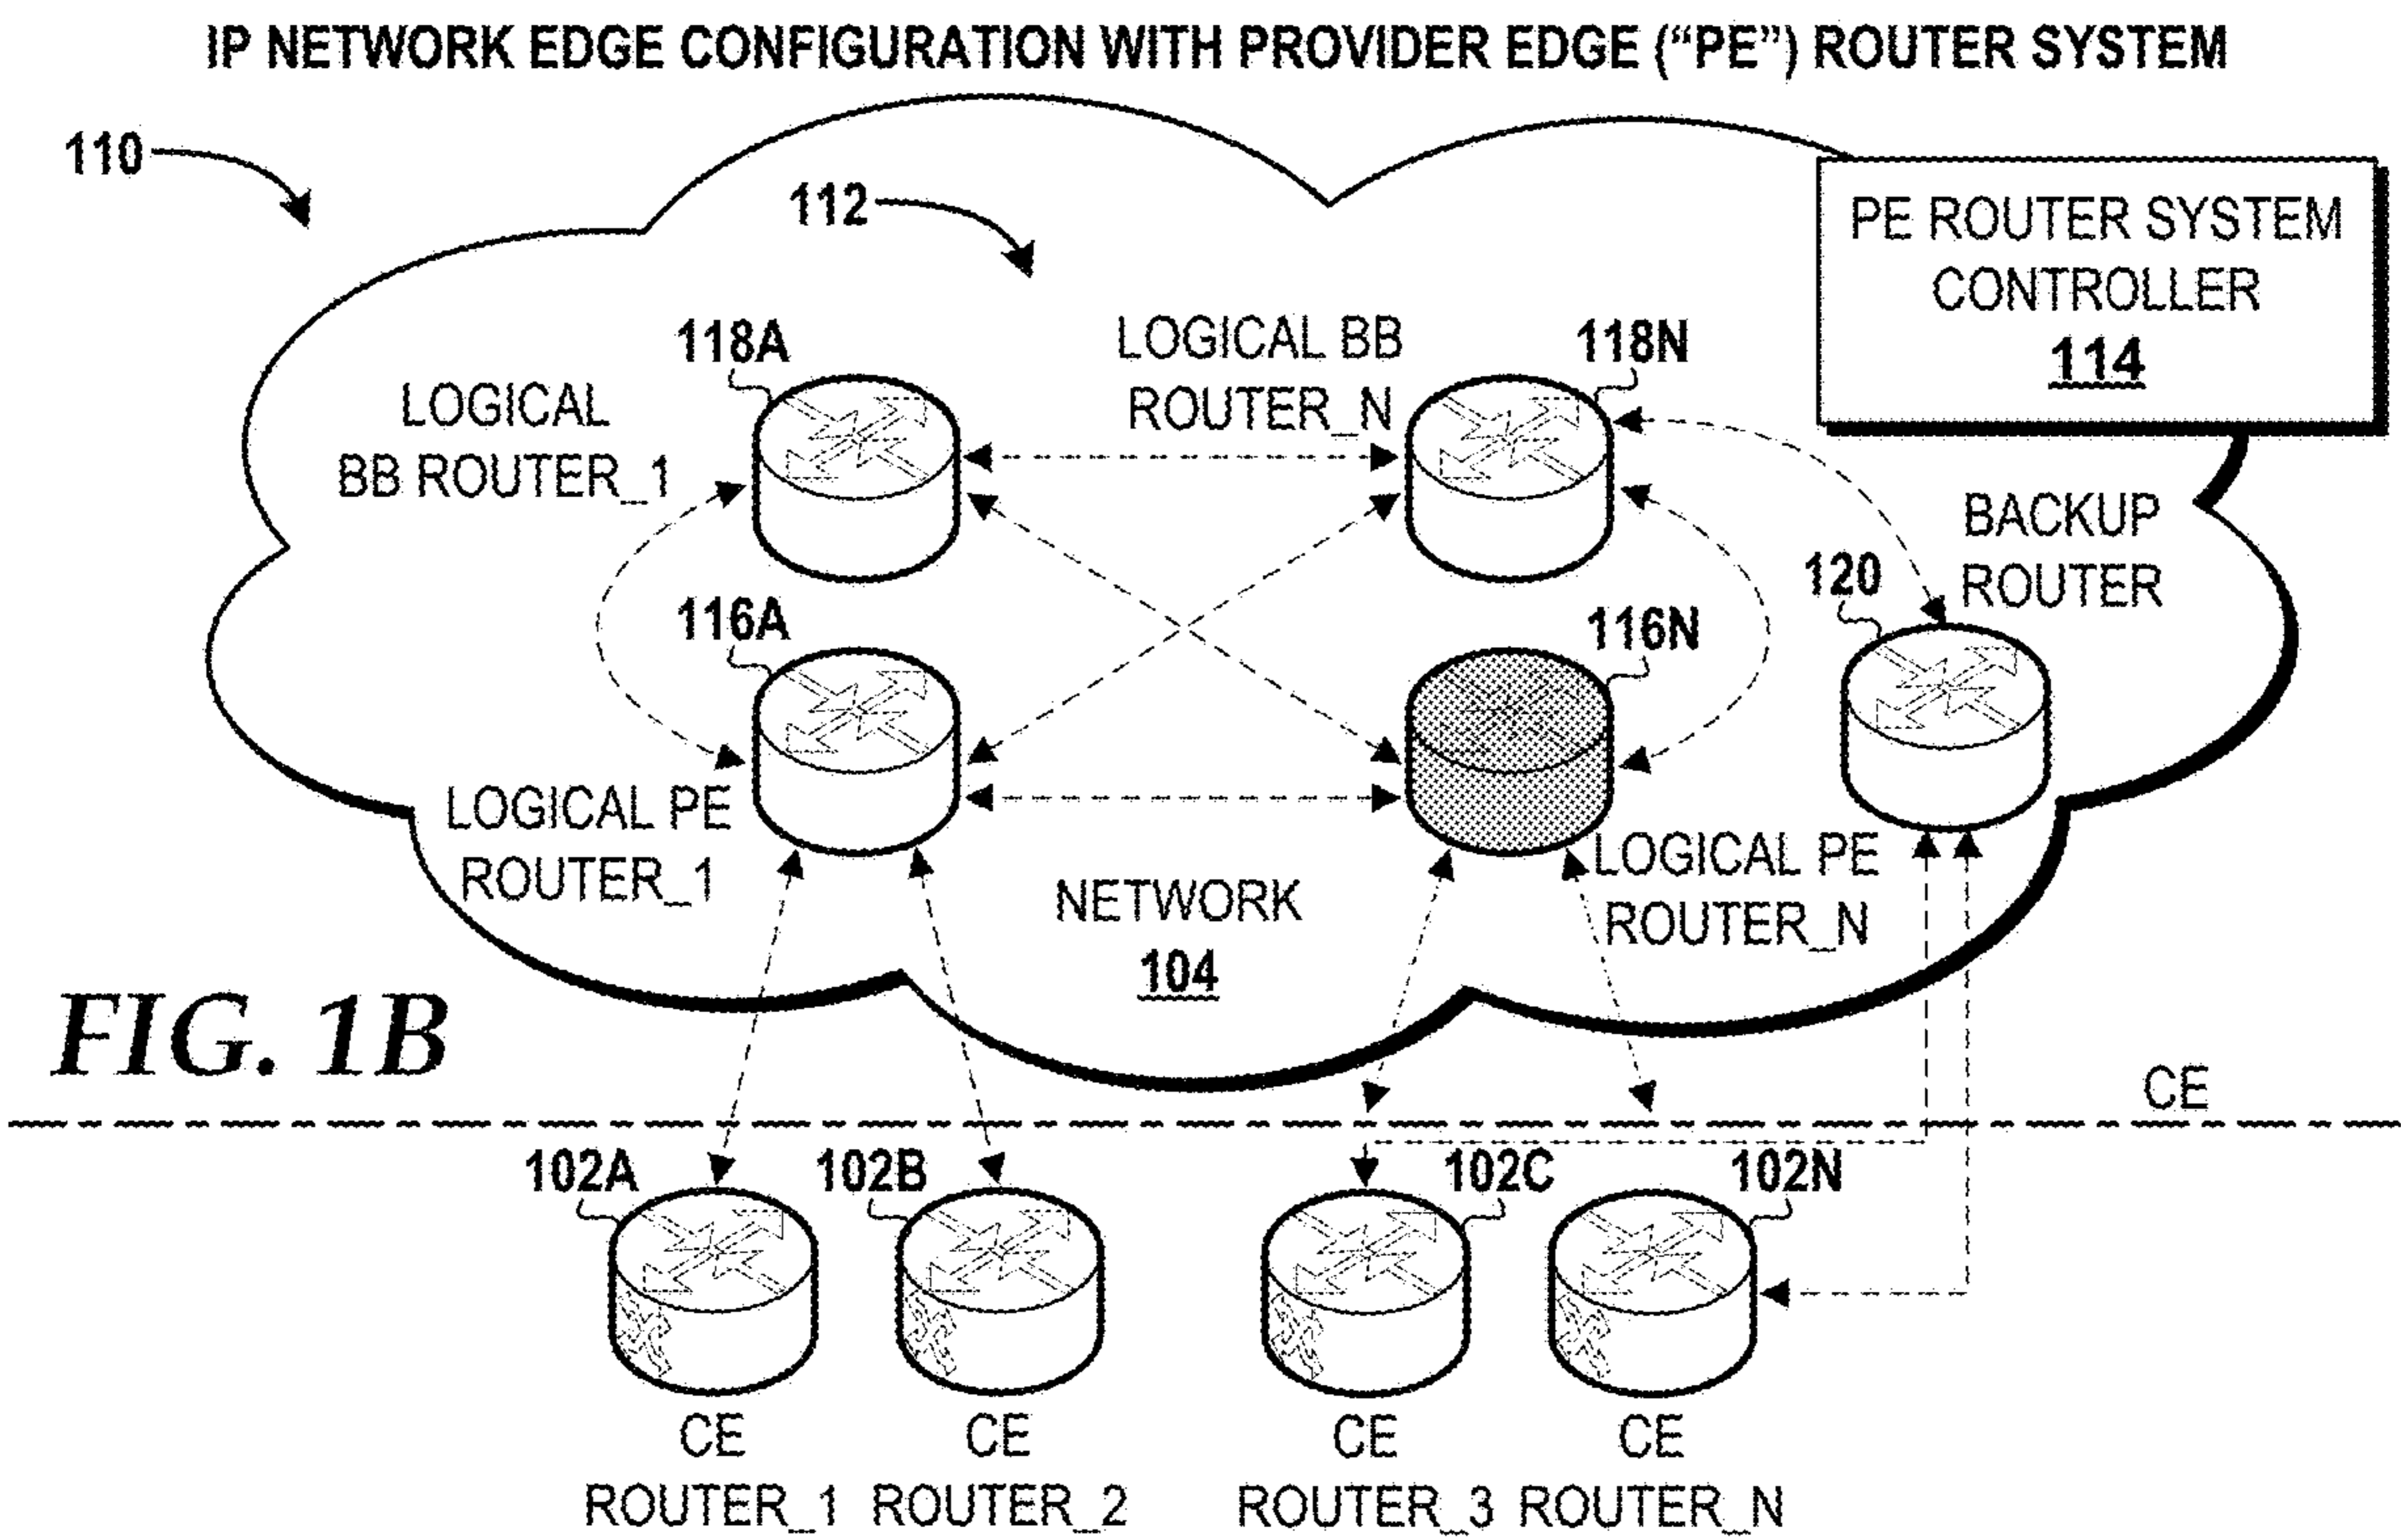 IP NETWORK EDGE CONFIGURATION WITH PROVIDER EDGE (“PE”) ROUTER SYSTEM
110
112
PE ROUTER SYSTEM
CONTROLLER
114
118A
LOGICAL
BB ROUTER_1
LOGICAL BB
ROUTER_N
118N
BACKUP
ROUTER
120
116A
116N
LOGICAL PE
ROUTER_1
LOGICAL PE
ROUTER_N
NETWORK
104
FIG. 1B
CE
102A
102B
102C
102N
CE
ROUTER_1
CE
ROUTER_2
CE
ROUTER_3
CE
ROUTER_N